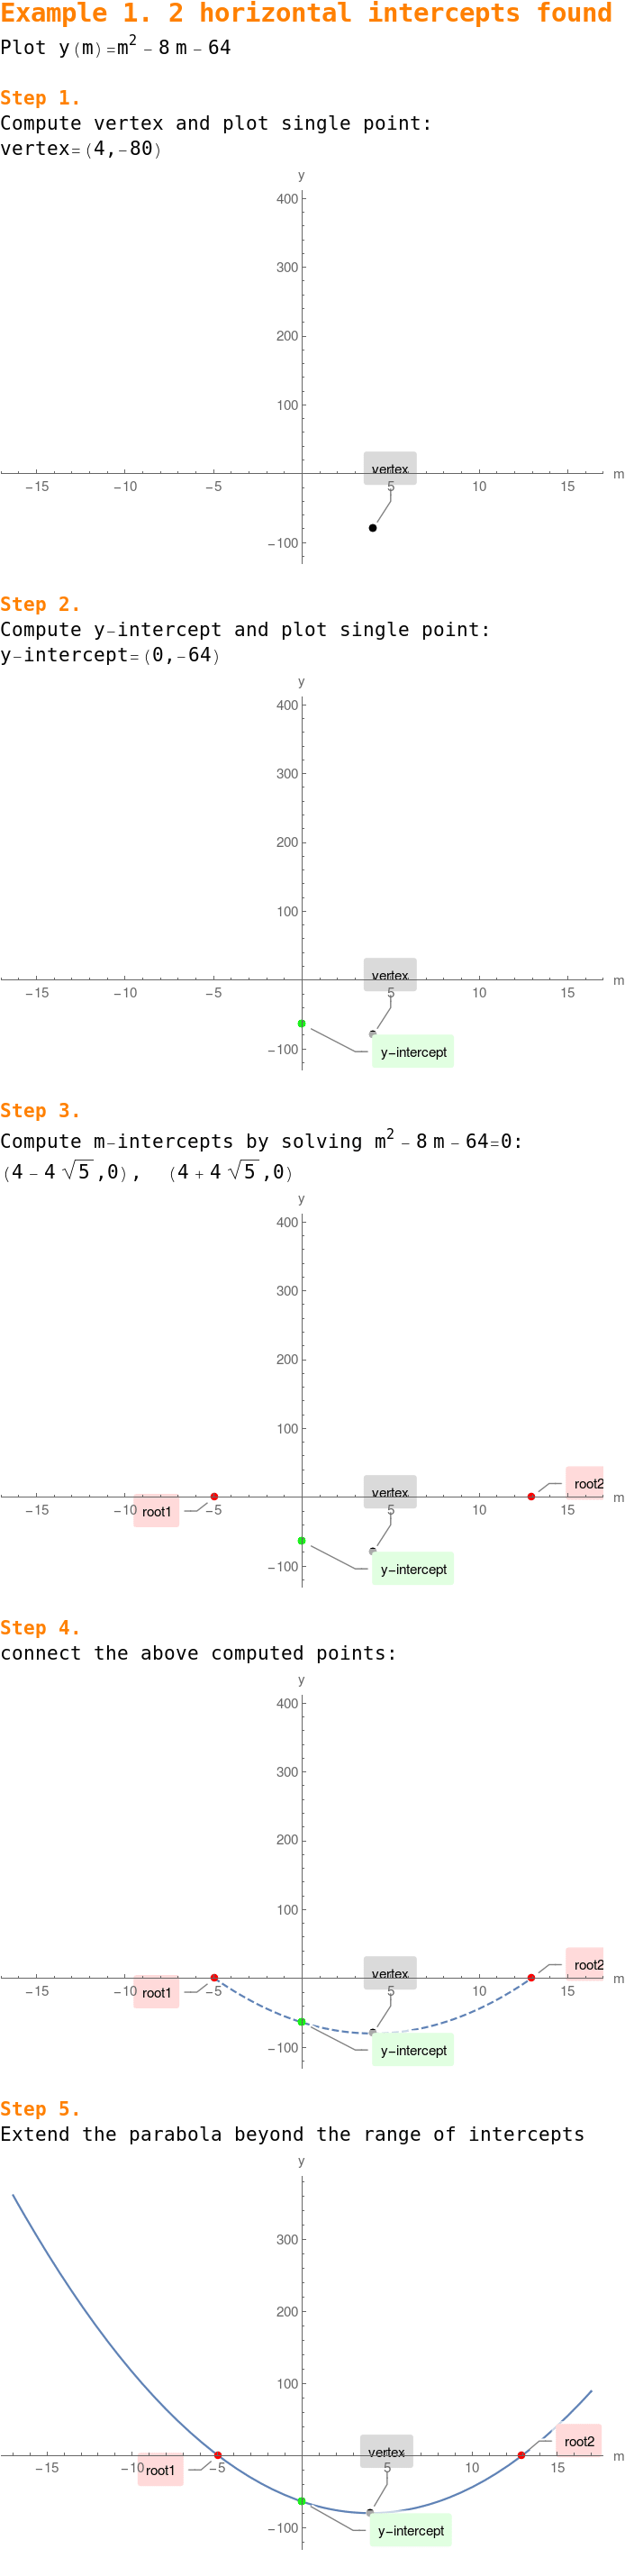 Example 1. 2 horizontal intercepts found
Plot y(m)=m² − 8 m − 64
Step 1.
Compute vertex and plot single point:
vertex=(4,−80)
y
400
300
200
100
vertex
−15 −10 −5 5 10 15 m
−100
Step 2.
Compute y−intercept and plot single point:
y−intercept=(0,−64)
y
400
300
200
100
vertex
−15 −10 −5 5 10 15 m
−100
y−intercept
Step 3.
Compute m−intercepts by solving m² − 8 m − 64=0:
(4 − 4 √5 ,0), (4 + 4 √5 ,0)
y
400
300
200
100
vertex
root2
−15 −10 −5 5 10 15 m
root1
−100
y−intercept
Step 4.
connect the above computed points:
y
400
300
200
100
vertex
root2
−15 −10 −5 5 10 15 m
root1
−100
y−intercept
Step 5.
Extend the parabola beyond the range of intercepts
y
300
200
100
vertex
root2
−15 −10 −5 5 10 15 m
root1
−100
y−intercept